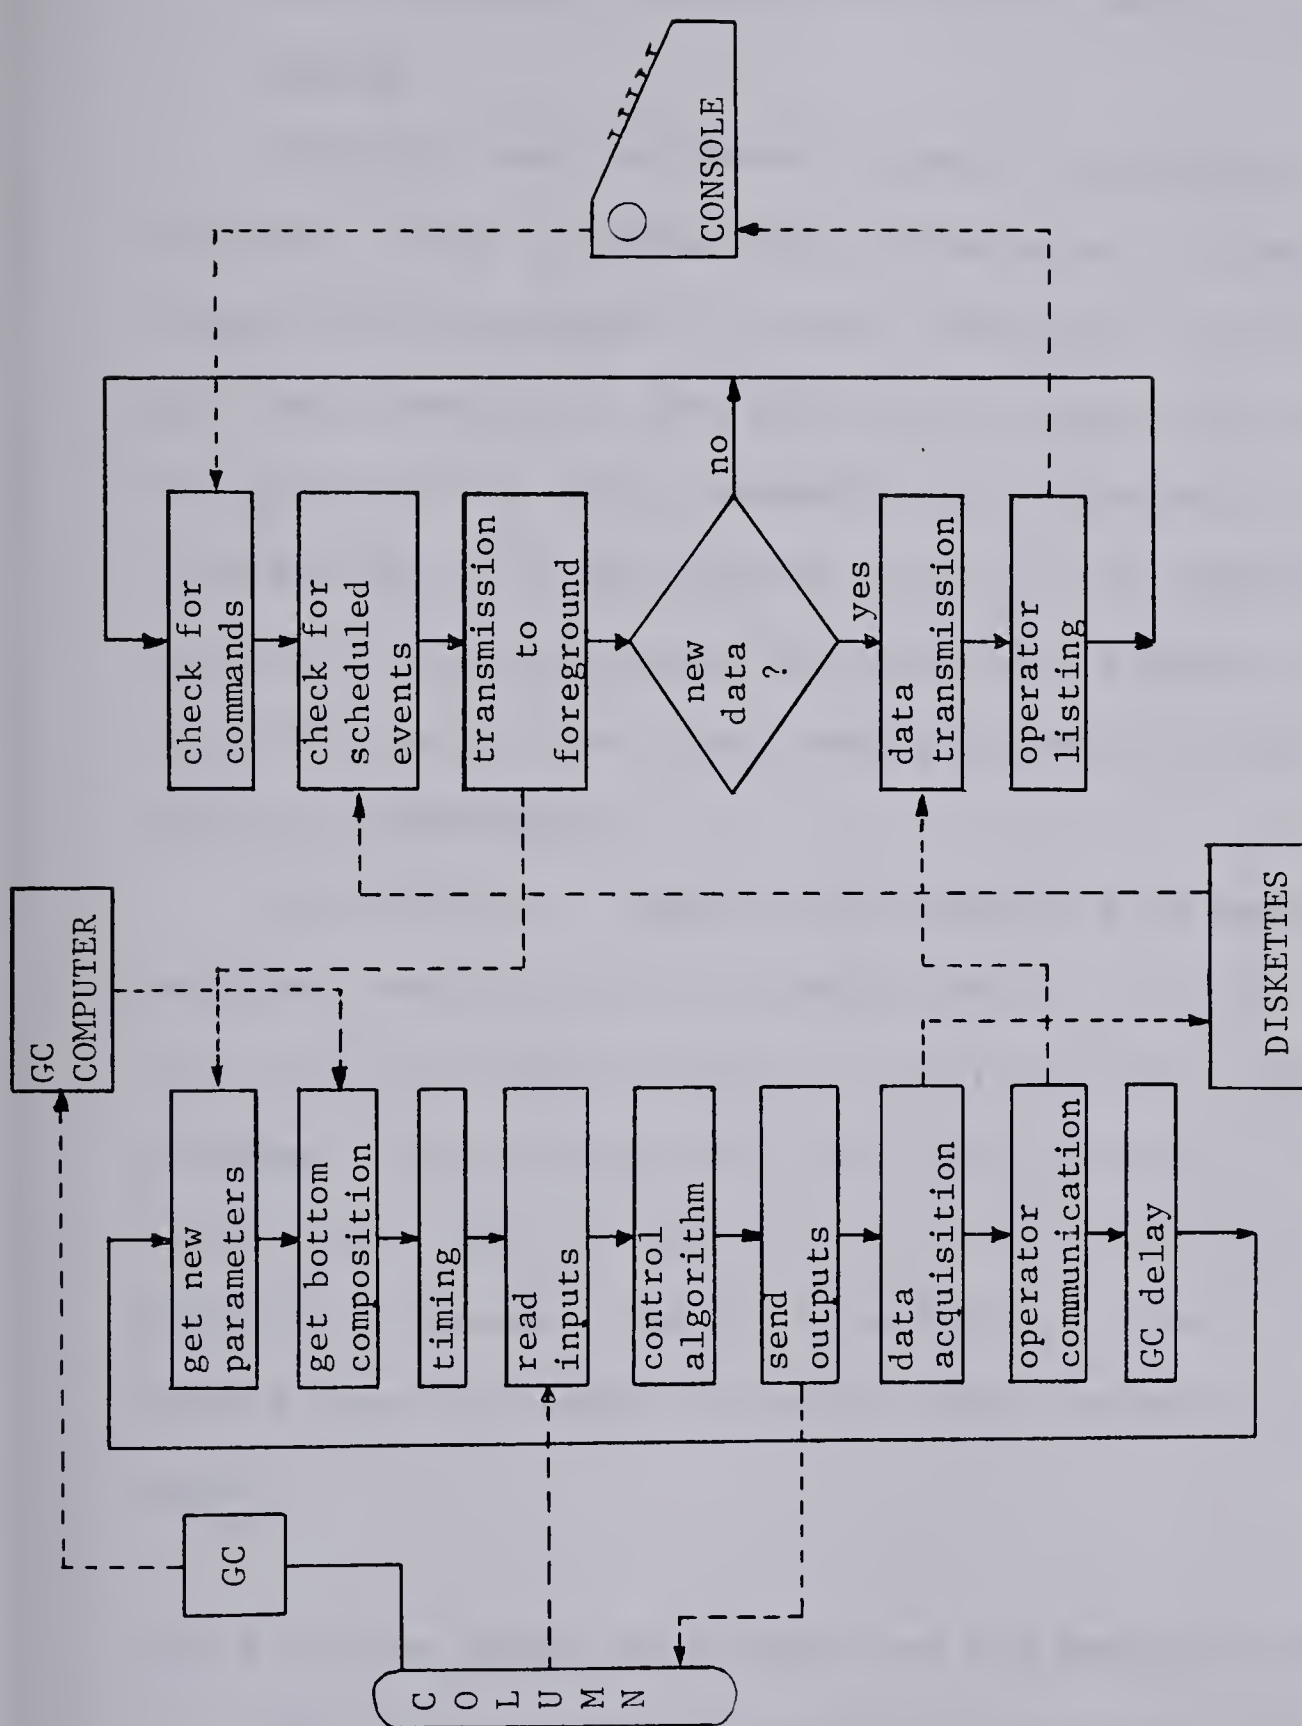 COLUMN
GC
GC
COMPUTER
get new
parameters
get bottom
composition
timing
read
inputs
control
algorithm
send
outputs
data
acquisition
operator
communication
GC delay
DISKETTES
check for
commands
check for
scheduled
events
transmission
to
foreground
new
data
?
no
yes
data
transmission
operator
listing
CONSOLE